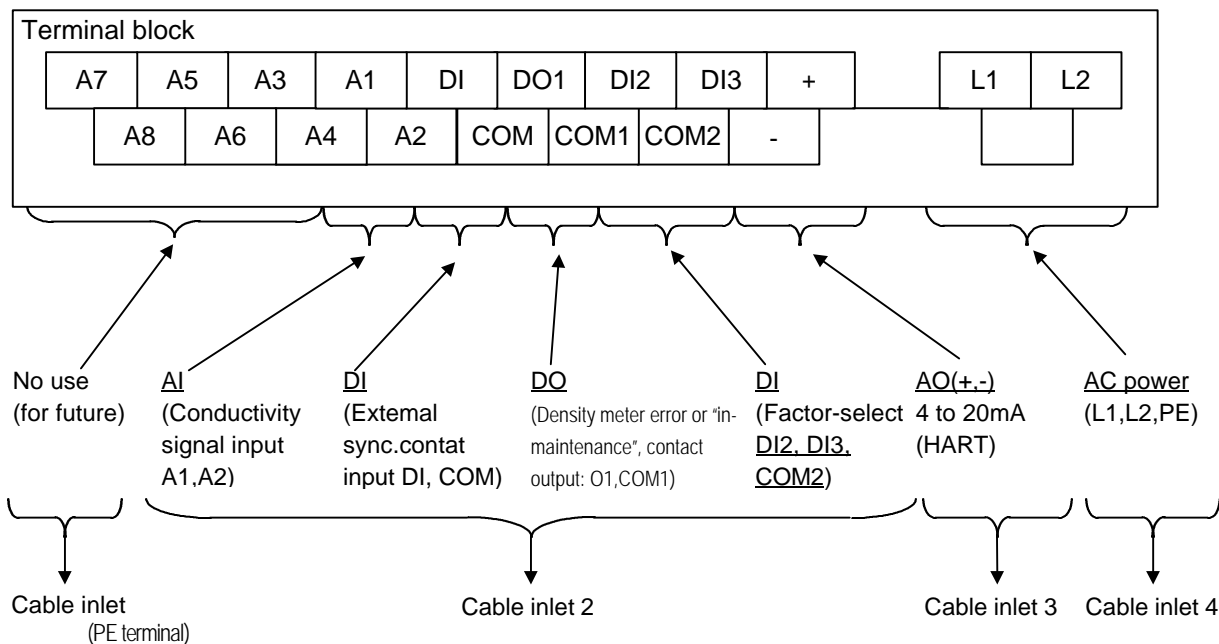 Terminal block
A7 A5 A3 A1 DI DO1 DI2 DI3 + L1 L2
A8 A6 A4 A2 COM COM1 COM2 -
No use
(for future)
AI
(Conductivity
signal input
A1,A2)
DI
(Extemal
sync.contat
input DI, COM)
DO
(Density meter error or "in-
maintenance", contact
output: O1,COM1)
DI
(Factor-select
DI2, DI3,
COM2)
AO(+,-)
4 to 20mA
(HART)
AC power
(L1,L2,PE)
Cable inlet
(PE terminal)
Cable inlet 2
Cable inlet 3
Cable inlet 4